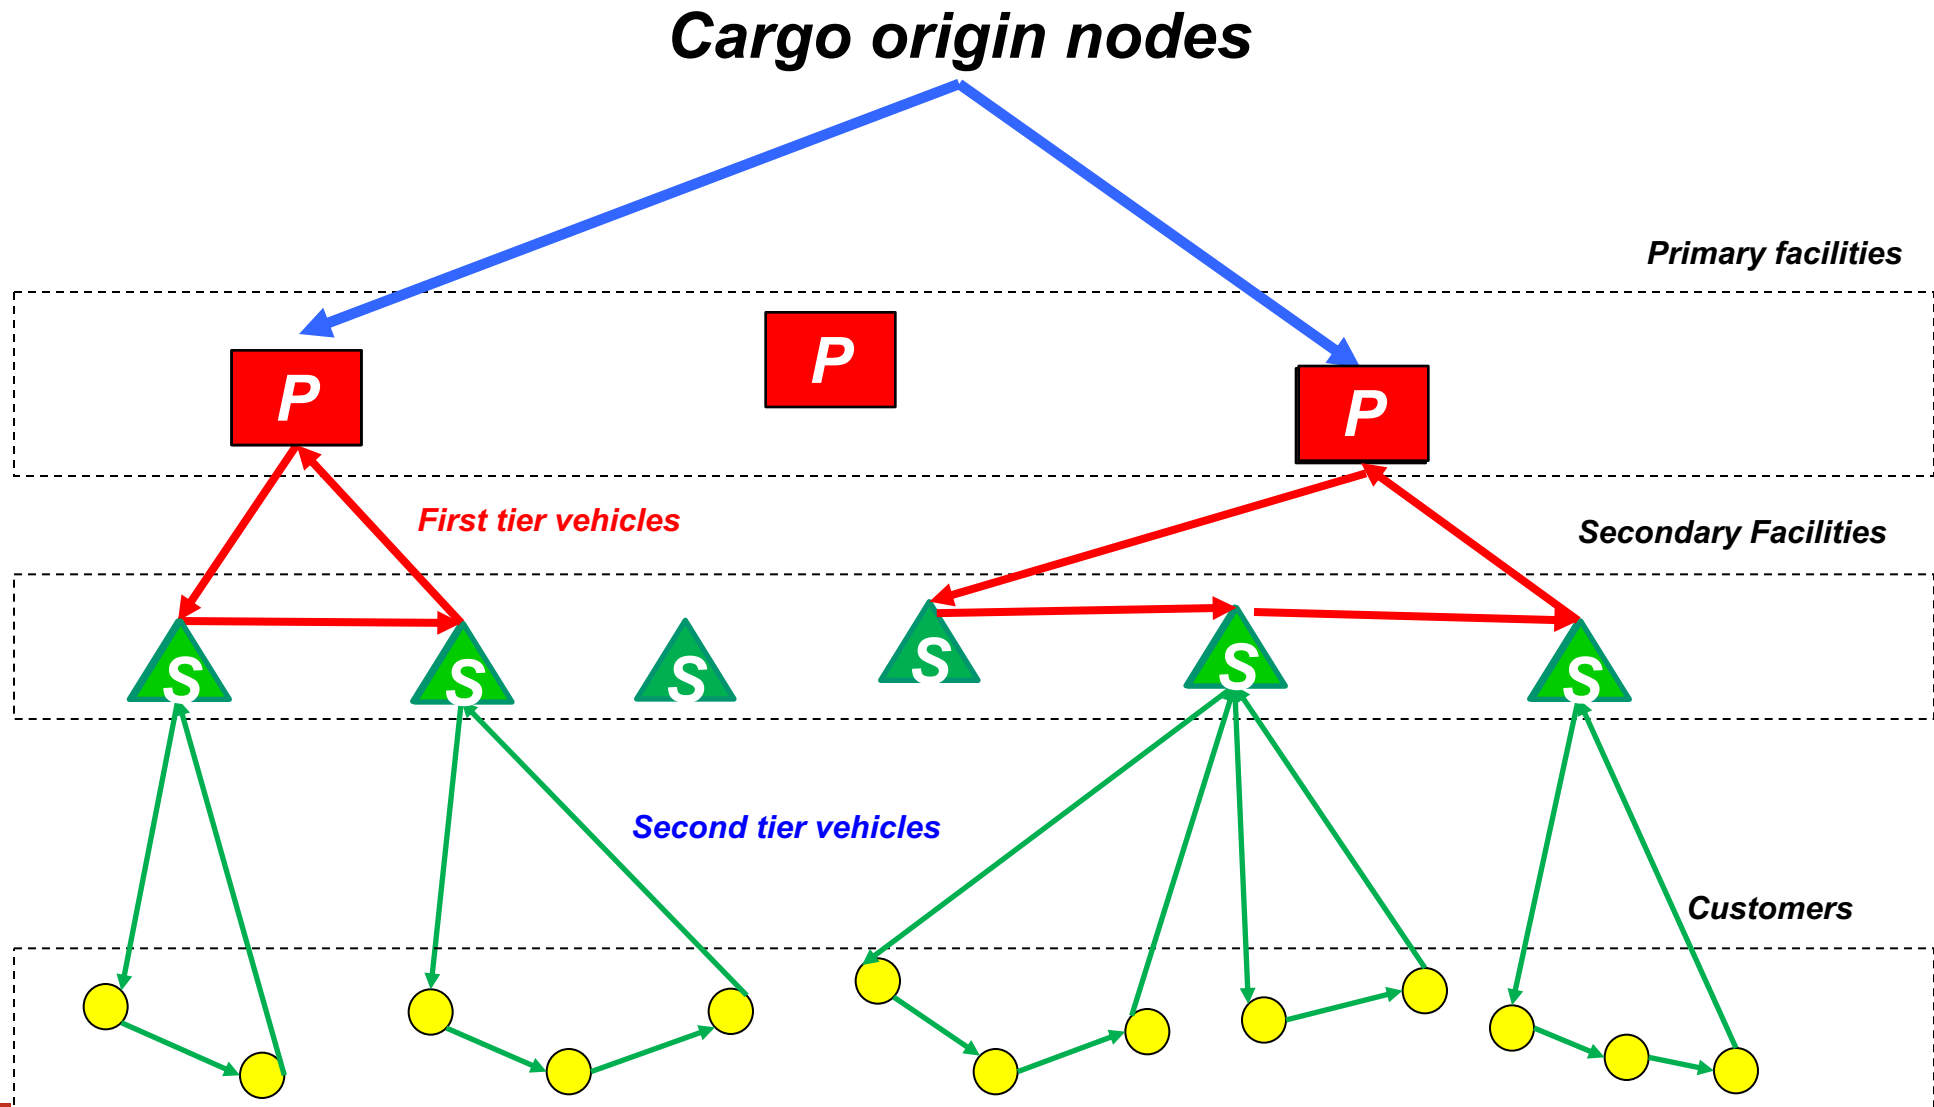 Cargo origin nodes
Primary facilities
P
P
P
First tier vehicles
Secondary Facilities
S
S
S
S
S
S
Second tier vehicles
Customers